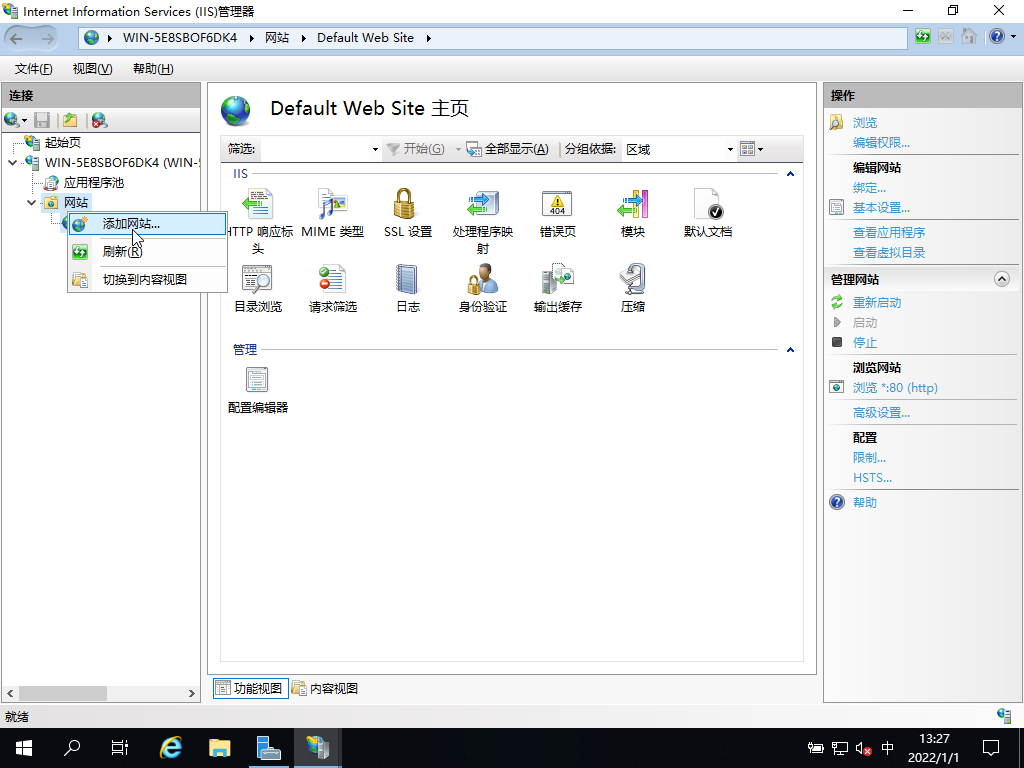 Internet Information Services (IIS)管理器
WIN-5E8SBOF6DK4 网站 Default Web Site
文件(F) 视图(V) 帮助(H)
连接
起始页
WIN-5E8SBOF6DK4 (WIN-5
应用程序池
网站
添加网站...
刷新(R)
切换到内容视图
Default Web Site 主页
筛选: 开始(G) 全部显示(A) 分组依据: 区域
IIS
HTTP 响应标头
MIME 类型
SSL 设置
处理程序映射
错误页
模块
默认文档
目录浏览
请求筛选
日志
身份验证
输出缓存
压缩
管理
配置编辑器
功能视图 内容视图
操作
浏览
编辑权限...
编辑网站
绑定...
基本设置...
查看应用程序
查看虚拟目录
管理网站
重新启动
启动
停止
浏览网站
浏览 *:80 (http)
高级设置...
配置
限制...
HSTS...
帮助
就绪
中
13:27
2022/1/1